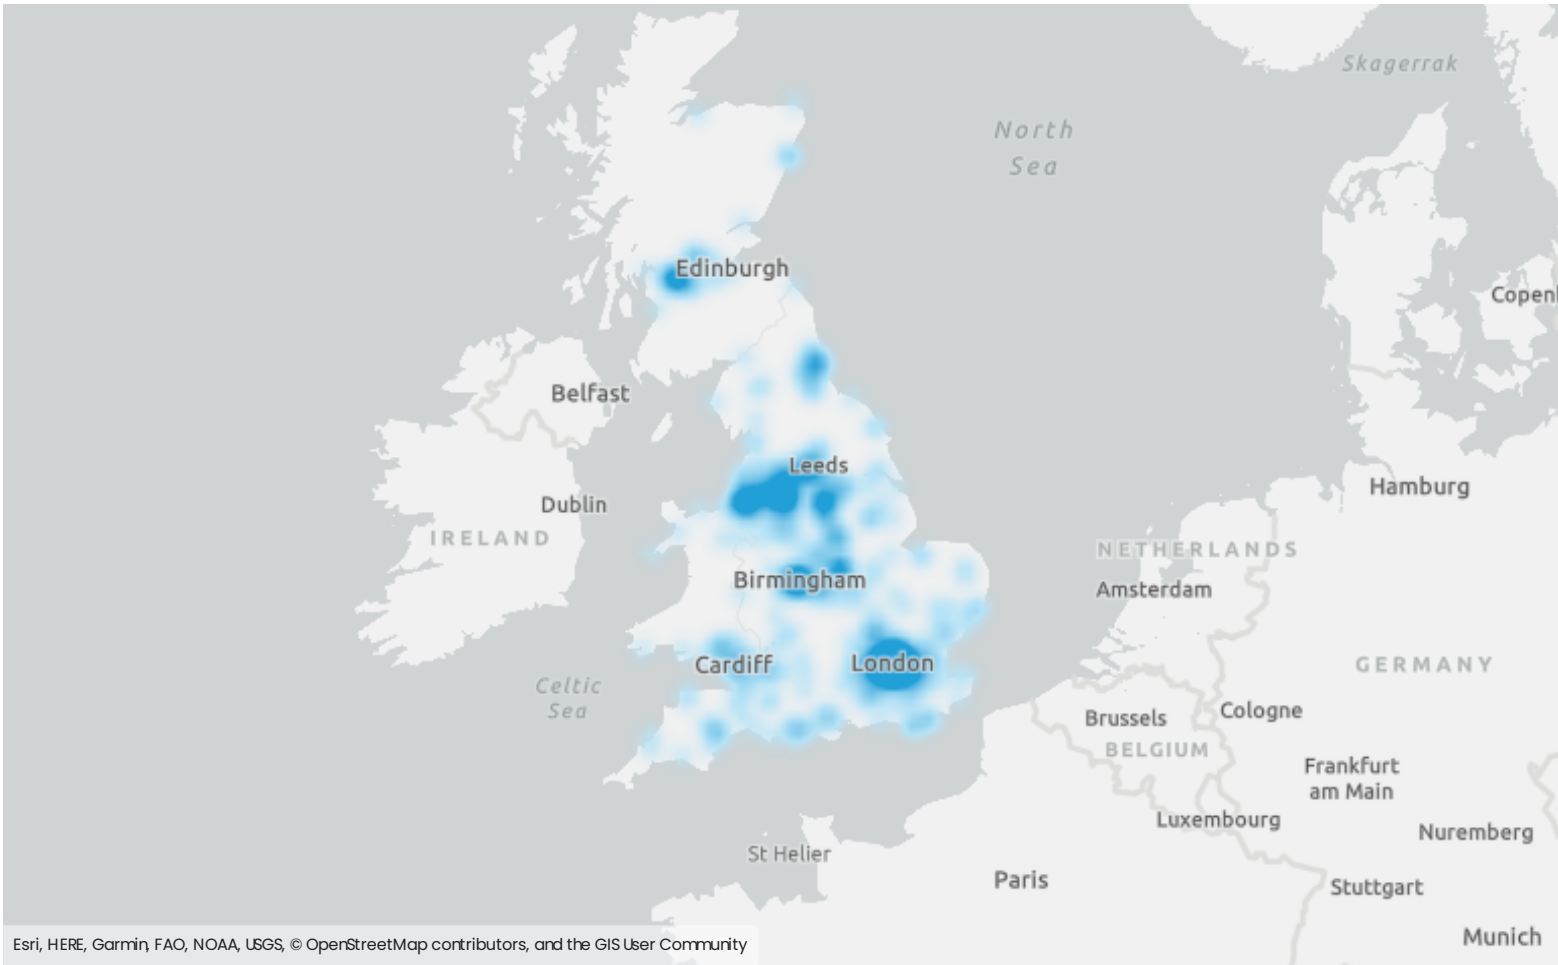 Skagerrak
North
Sea
Edinburgh
Copenh
Belfast
Leeds
Hamburg
Dublin
IRELAND
NETHERLANDS
Birmingham
Amsterdam
Cardiff
London
GERMANY
Celtic
Sea
Brussels
Cologne
BELGIUM
Frankfurt
am Main
Luxembourg
Nuremberg
St Helier
Paris
Stuttgart
Munich
Esri, HERE, Garmin, FAO, NOAA, USGS, © OpenStreetMap contributors, and the GIS User Community